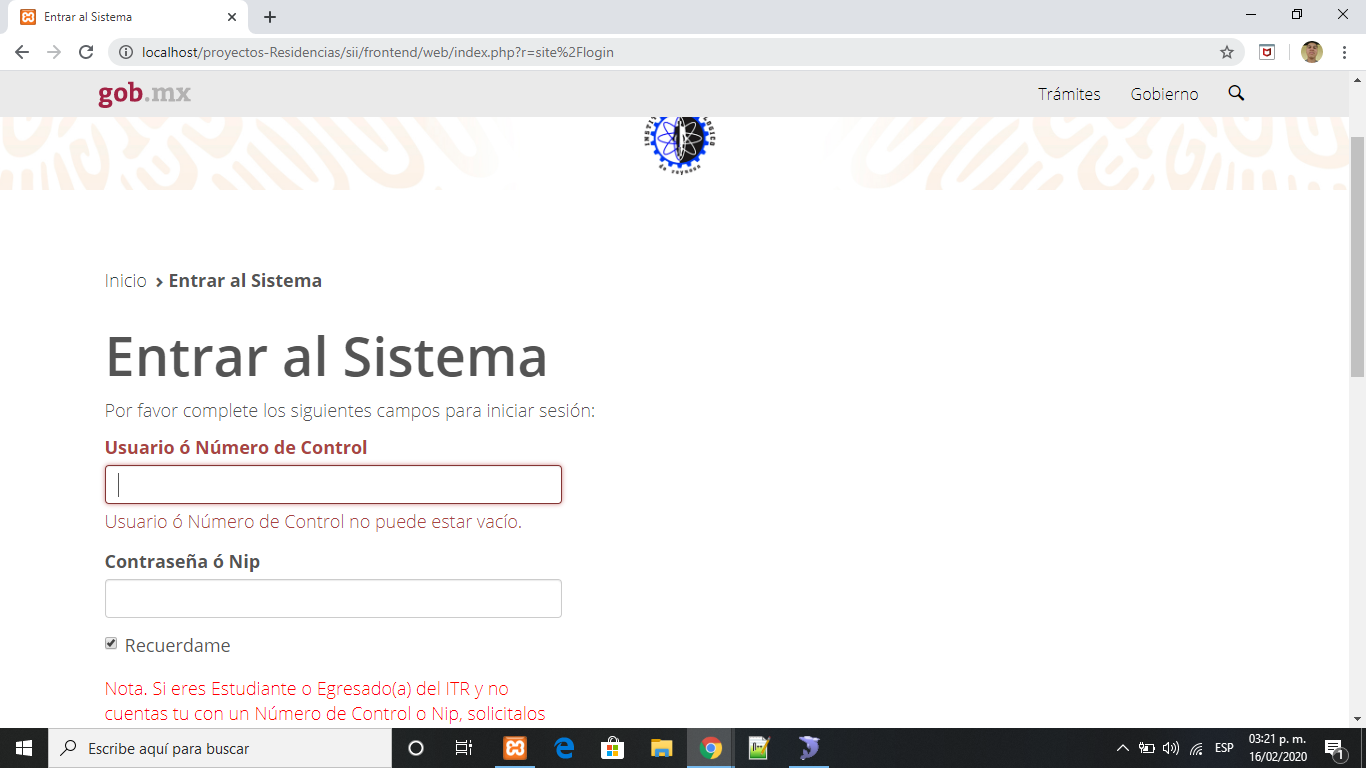 Entrar al Sistema
localhost/proyectos-Residencias/sii/frontend/web/index.php?r=site%2Flogin
gob.mx
Trámites Gobierno
de reynosa
Inicio › Entrar al Sistema
Entrar al Sistema
Por favor complete los siguientes campos para iniciar sesión:
Usuario ó Número de Control
Usuario ó Número de Control no puede estar vacío.
Contraseña ó Nip
Recuerdame
Nota. Si eres Estudiante o Egresado(a) del ITR y no
cuentas tu con un Número de Control o Nip, solicitalos
Escribe aquí para buscar
ESP
03:21 p. m.
16/02/2020
1